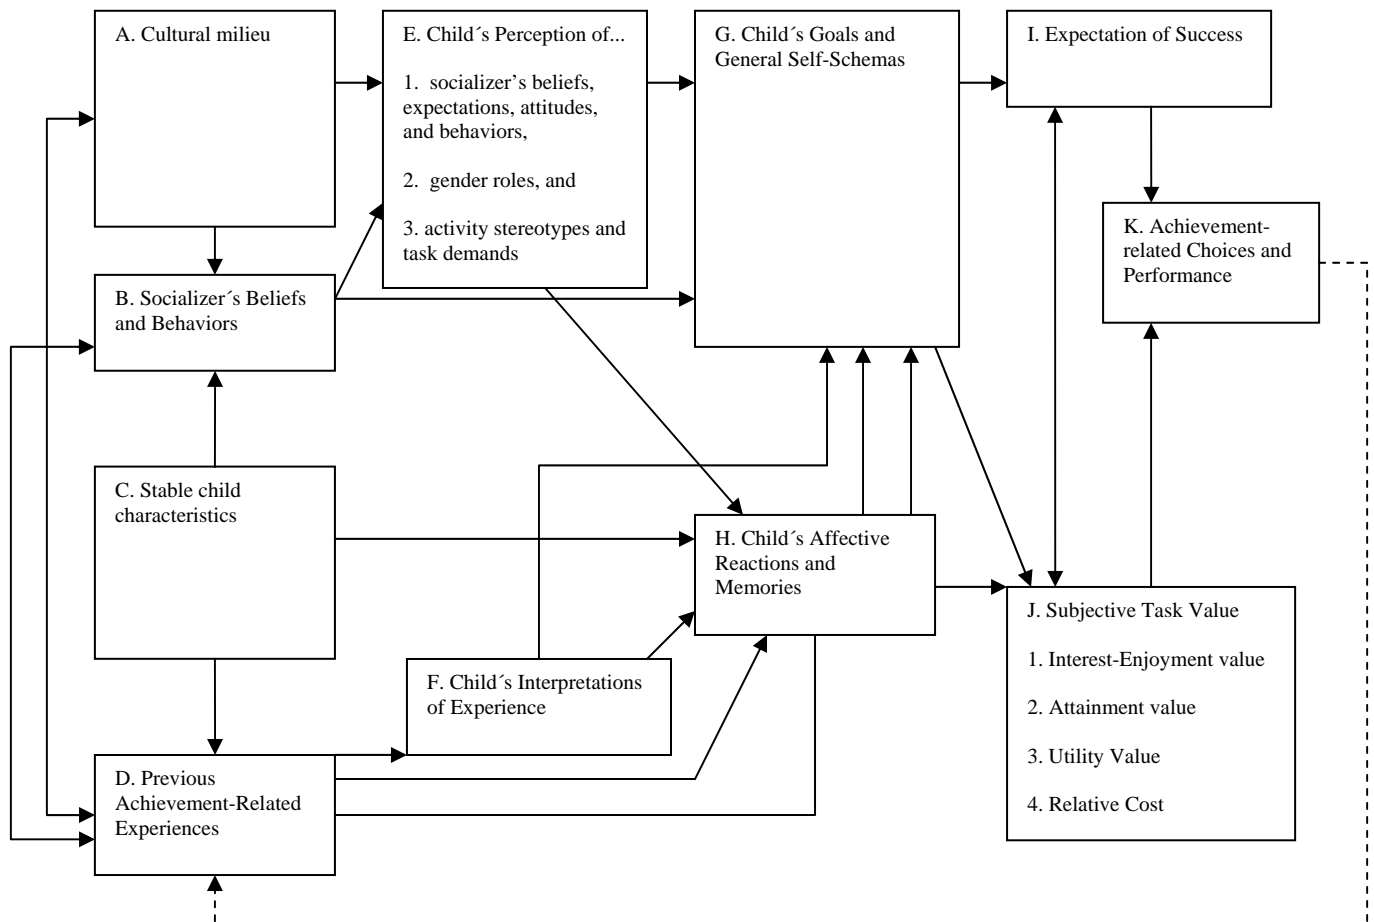 A. Cultural milieu
B. Socializer´s Beliefs
and Behaviors
C. Stable child
characteristics
D. Previous
Achievement-Related
Experiences
E. Child´s Perception of...
1.  socializer’s beliefs,
expectations, attitudes,
and behaviors,
2.  gender roles, and
3. activity stereotypes and
task demands
F. Child´s Interpretations
of Experience
G. Child´s Goals and
General Self-Schemas
H. Child´s Affective
Reactions and
Memories
I. Expectation of Success
K. Achievement-
related Choices and
Performance
J. Subjective Task Value
1. Interest-Enjoyment value
2. Attainment value
3. Utility Value
4. Relative Cost